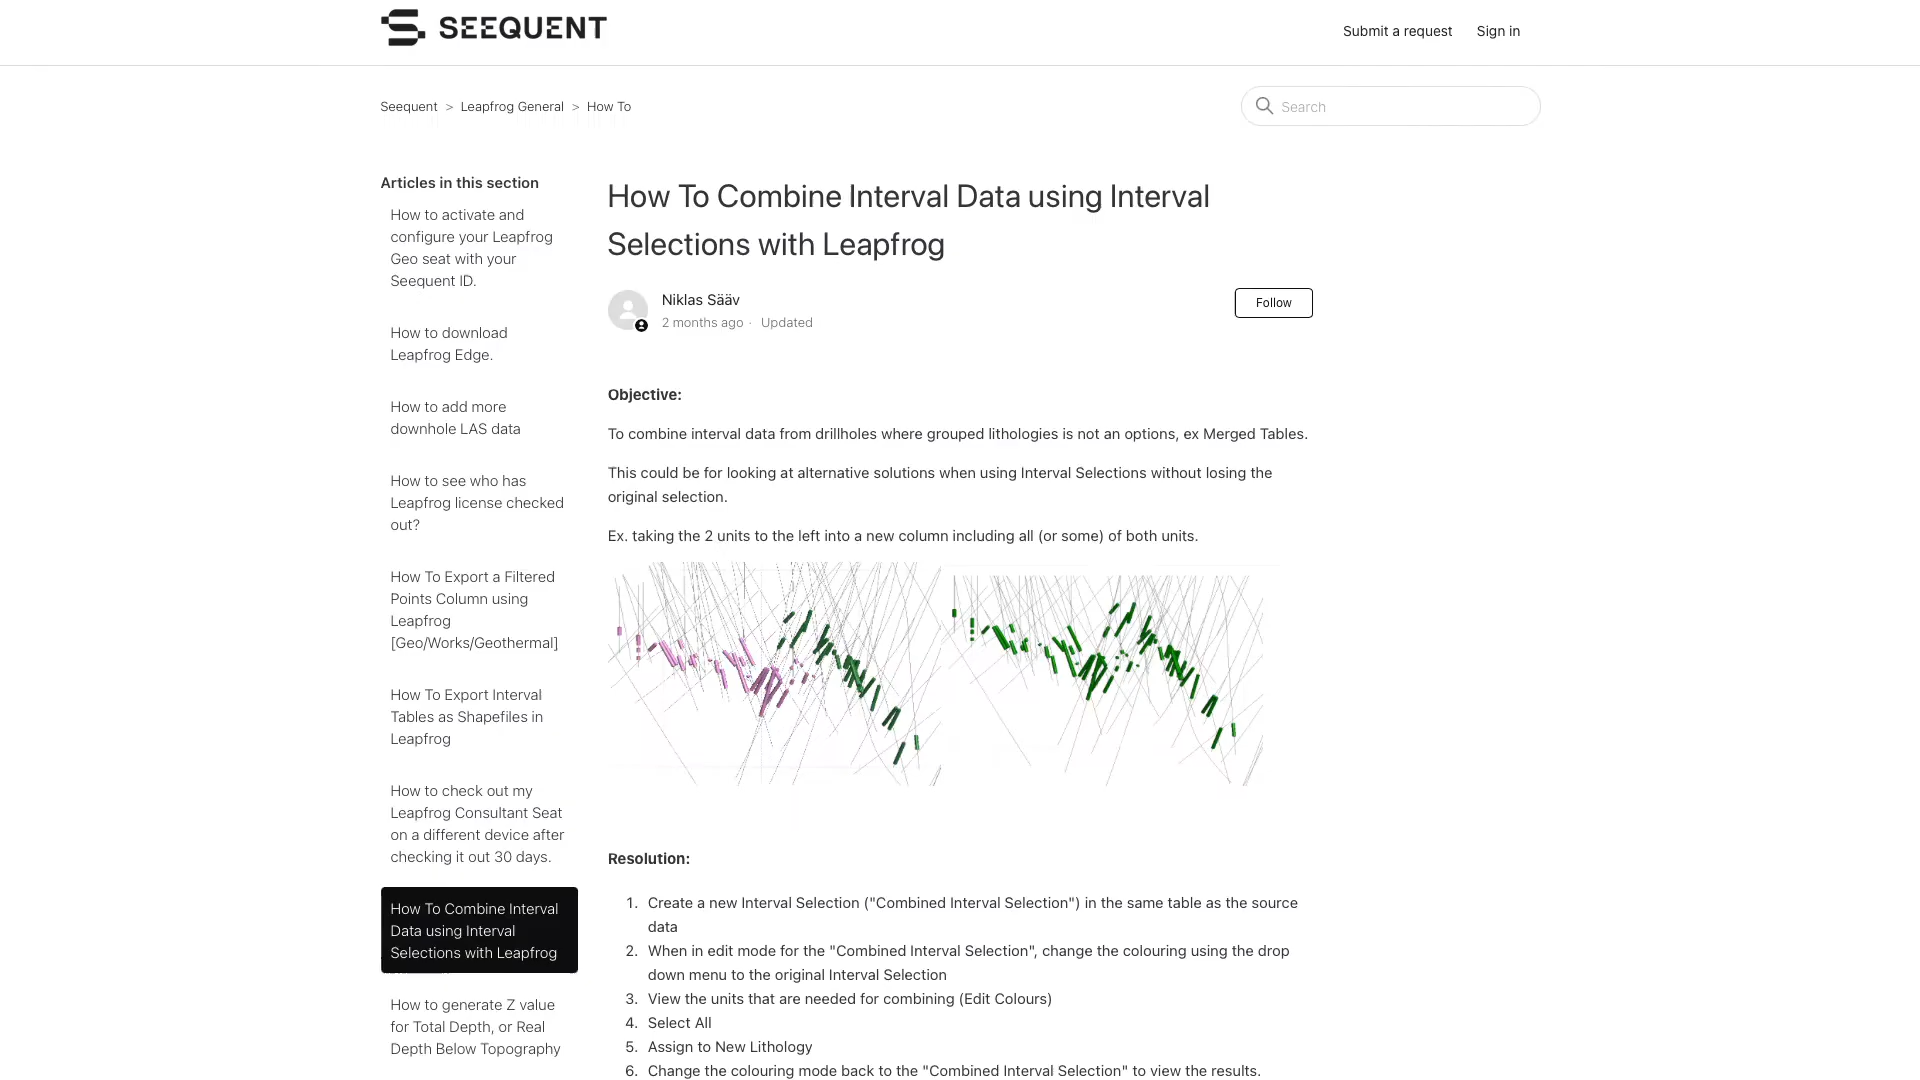 SEEQUENT
Submit a request
Sign in
Seequent > Leapfrog General > How To
Search
Articles in this section
How to activate and
configure your Leapfrog
Geo seat with your
Seequent ID.
How to download
Leapfrog Edge.
How to add more
downhole LAS data
How to see who has
Leapfrog license checked
out?
How To Export a Filtered
Points Column using
Leapfrog
[Geo/Works/Geothermal]
How To Export Interval
Tables as Shapefiles in
Leapfrog
How to check out my
Leapfrog Consultant Seat
on a different device after
checking it out 30 days.
How To Combine Interval
Data using Interval
Selections with Leapfrog
How to generate Z value
for Total Depth, or Real
Depth Below Topography
How To Combine Interval Data using Interval
Selections with Leapfrog
Niklas Sääv
2 months ago · Updated
Follow
Objective:
To combine interval data from drillholes where grouped lithologies is not an options, ex Merged Tables.
This could be for looking at alternative solutions when using Interval Selections without losing the
original selection.
Ex. taking the 2 units to the left into a new column including all (or some) of both units.
Resolution:
1. Create a new Interval Selection ("Combined Interval Selection") in the same table as the source
data
2. When in edit mode for the "Combined Interval Selection", change the colouring using the drop
down menu to the original Interval Selection
3. View the units that are needed for combining (Edit Colours)
4. Select All
5. Assign to New Lithology
6. Change the colouring mode back to the "Combined Interval Selection" to view the results.